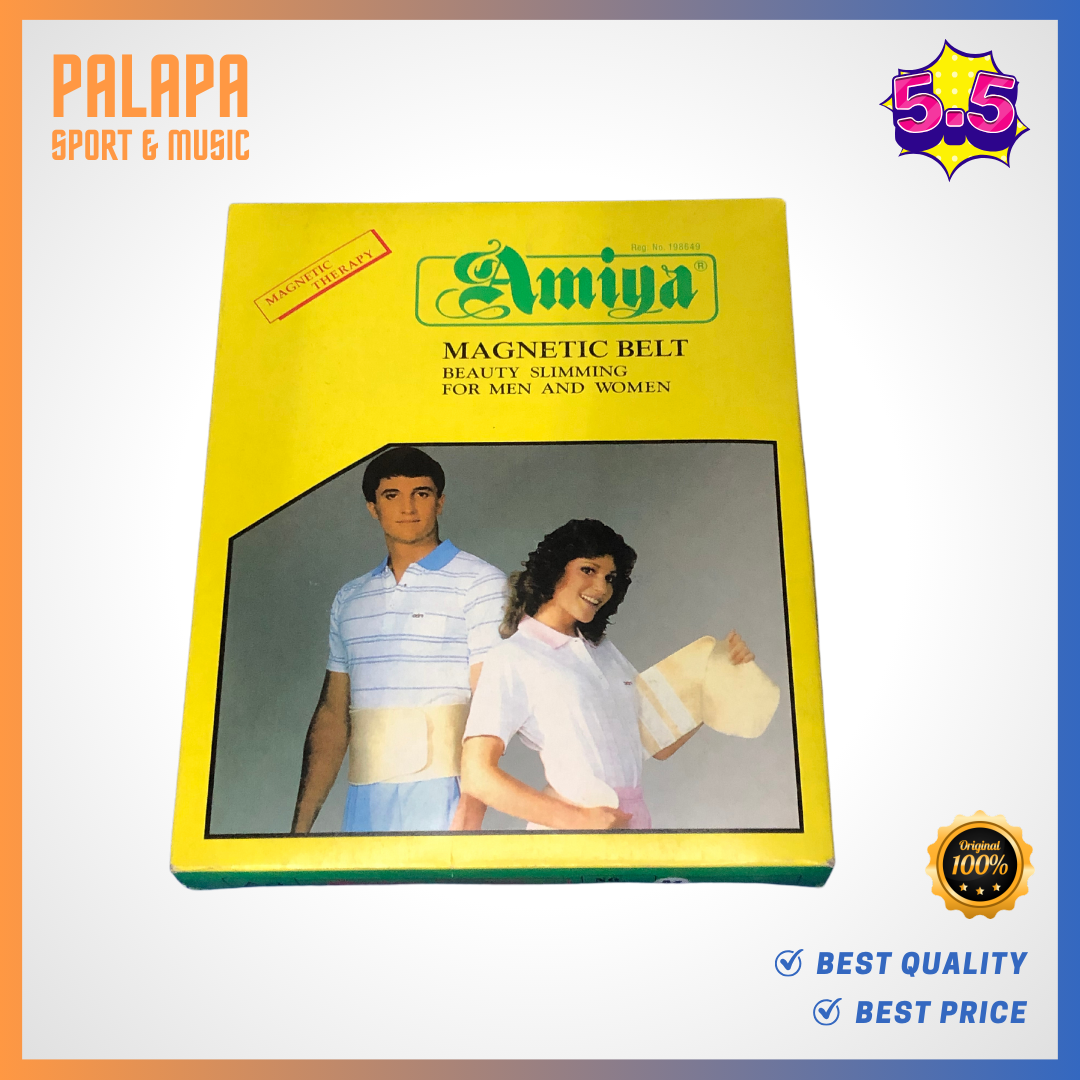 PALAPA
SPORT & MUSIC
5.5
MAGNETIC
THERAPY
Reg. No. 198649
Amiya®
MAGNETIC BELT
BEAUTY SLIMMING
FOR MEN AND WOMEN
Original
100%
BEST QUALITY
BEST PRICE